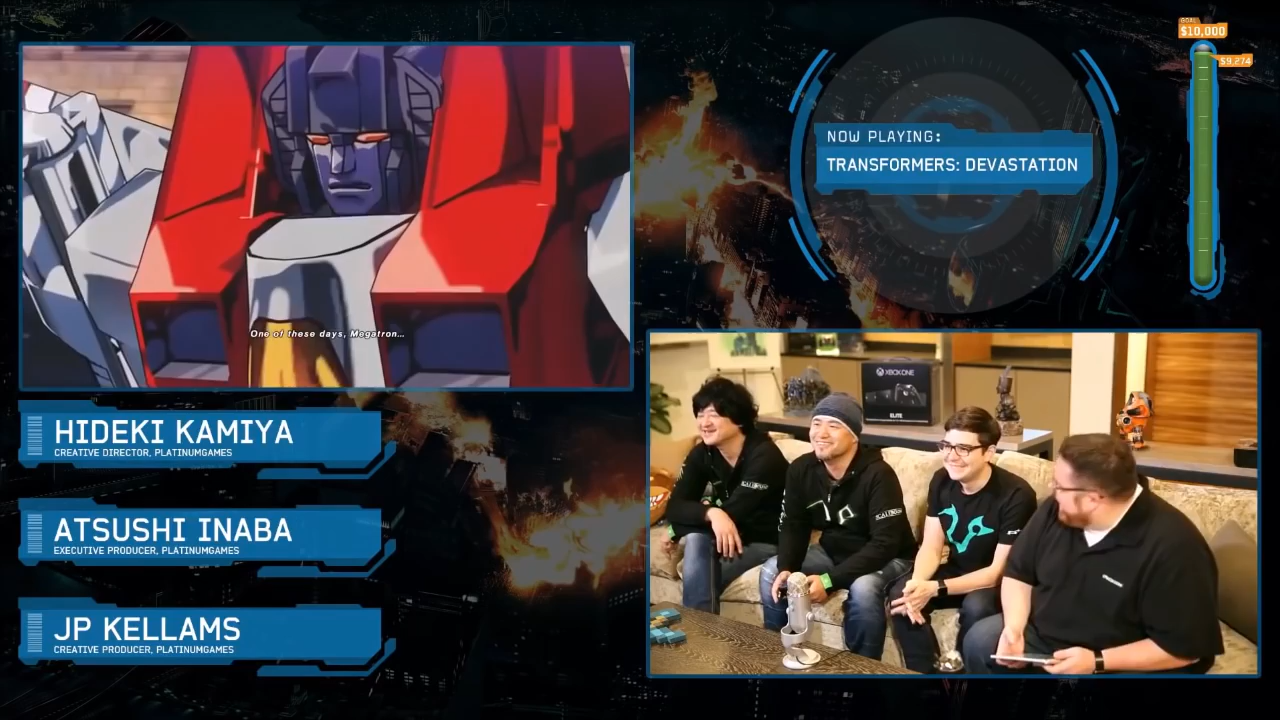 GOAL:
$10,000
$9,274
NOW PLAYING:
TRANSFORMERS: DEVASTATION
One of these days, Megatron...
HIDEKI KAMIYA
CREATIVE DIRECTOR, PLATINUMGAMES
ATSUSHI INABA
EXECUTIVE PRODUCER, PLATINUMGAMES
JP KELLAMS
CREATIVE PRODUCER, PLATINUMGAMES
XBOX ONE
ELITE